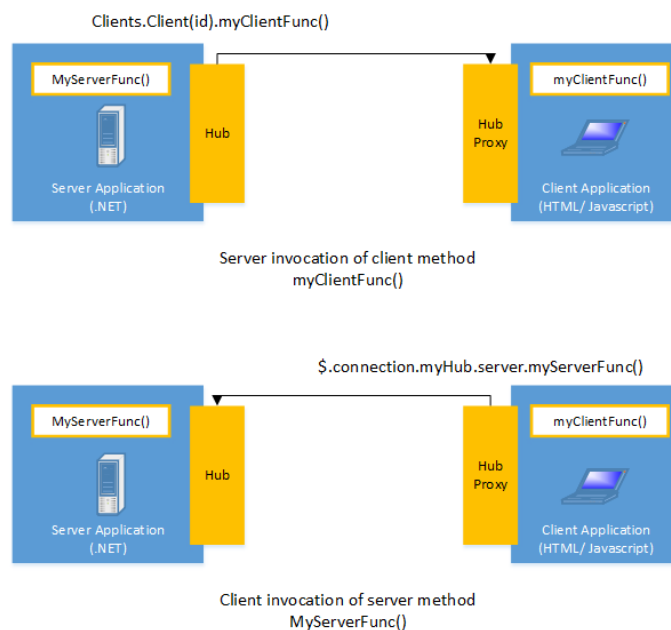 Clients.Client(id).myClientFunc()
MyServerFunc()
myClientFunc()
Hub
Hub
Proxy
Server Application
(.NET)
Client Application
(HTML/ Javascript)
Server invocation of client method
myClientFunc()
$.connection.myHub.server.myServerFunc()
MyServerFunc()
myClientFunc()
Hub
Hub
Proxy
Server Application
(.NET)
Client Application
(HTML/ Javascript)
Client invocation of server method
MyServerFunc()